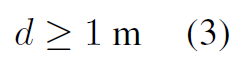 d ≥ 1 m (3)